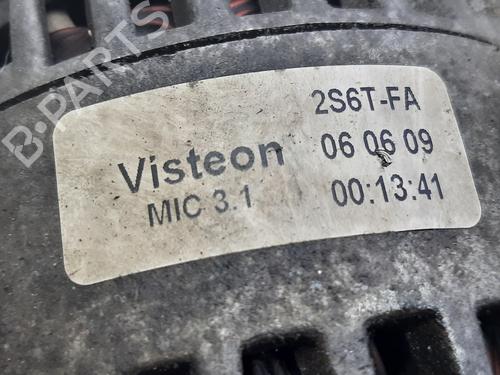 B-PARTS
2S6T-FA
Visteon 06 06 09
MIC 3.1 00:13:41